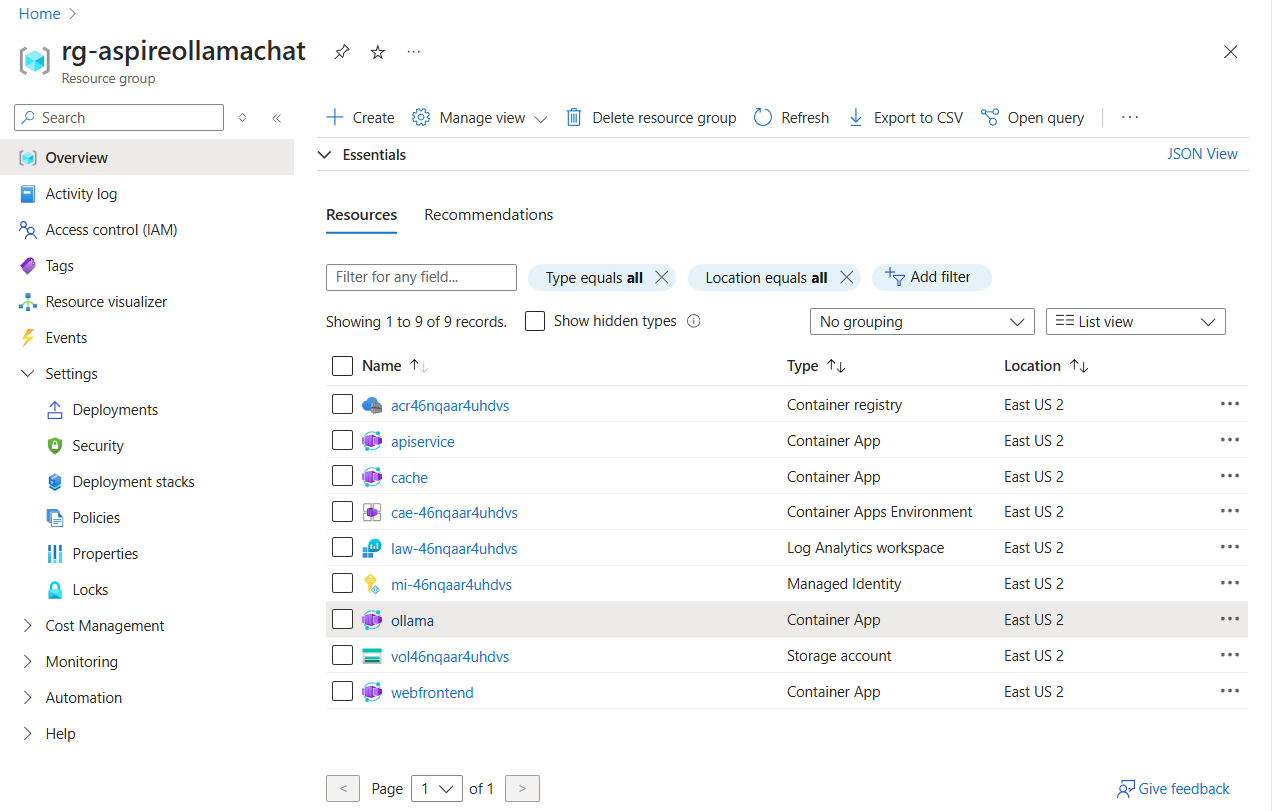 Home
rg-aspireollamachat
Resource group
Search
Overview
Activity log
Access control (IAM)
Tags
Resource visualizer
Events
Settings
Deployments
Security
Deployment stacks
Policies
Properties
Locks
Cost Management
Monitoring
Automation
Help
Create Manage view Delete resource group Refresh Export to CSV Open query
Essentials JSON View
Resources Recommendations
Filter for any field... Type equals all Location equals all Add filter
Showing 1 to 9 of 9 records. Show hidden types No grouping List view
Name Type Location
acr46nqaar4uhdvs Container registry East US 2
apiservice Container App East US 2
cache Container App East US 2
cae-46nqaar4uhdvs Container Apps Environment East US 2
law-46nqaar4uhdvs Log Analytics workspace East US 2
mi-46nqaar4uhdvs Managed Identity East US 2
ollama Container App East US 2
vol46nqaar4uhdvs Storage account East US 2
webfrontend Container App East US 2
< Page 1 of 1 > Give feedback